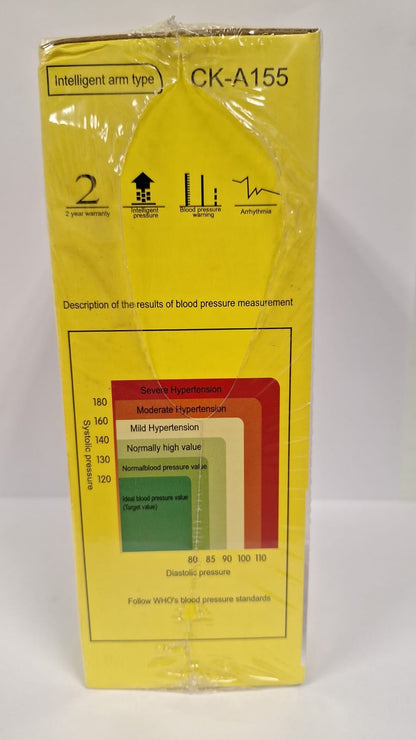 Intelligent arm type
CK-A155
2
2 year warranty
Intelligent
pressure
Blood pressure
warning
Arrhythmia
Description of the results of blood pressure measurement
Severe Hypertension
180
Moderate Hypertension
160
Mild Hypertension
140
Normally high value
130
Normalblood pressure value
120
Ideal blood pressure value
(Target value)
Systolic pressure
80 85 90 100 110
Diastolic pressure
Follow WHO's blood pressure standards